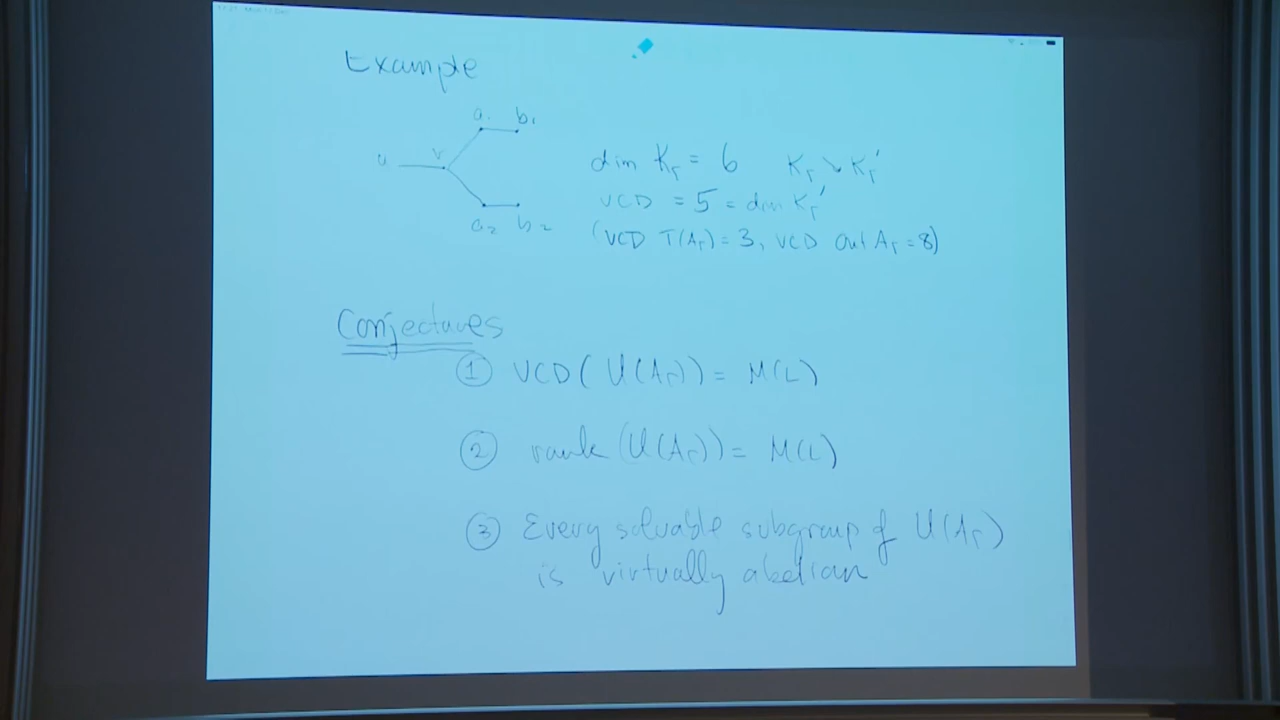 Example
a₁ b₁
u v
a₂ b₂
dim K_Γ = 6 K_Γ ↘ K_Γ'
VCD = 5 = dim K_Γ'
(VCD T(A_Γ) = 3, VCD Out A_Γ = 8)
Conjectures
① VCD(U(A_Γ)) = M(L)
② rank(U(A_Γ)) = M(L)
③ Every solvable subgroup of U(A_Γ)
is virtually abelian